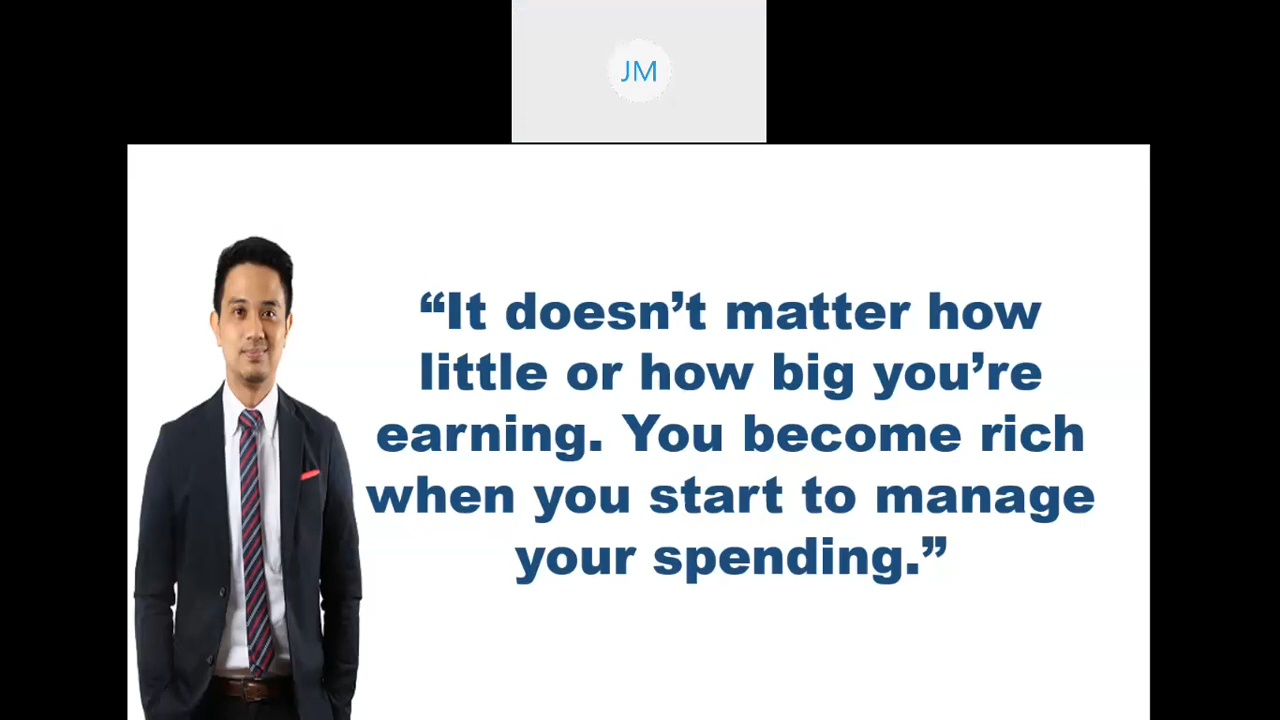 JM
“It doesn’t matter how
little or how big you’re
earning. You become rich
when you start to manage
your spending.”